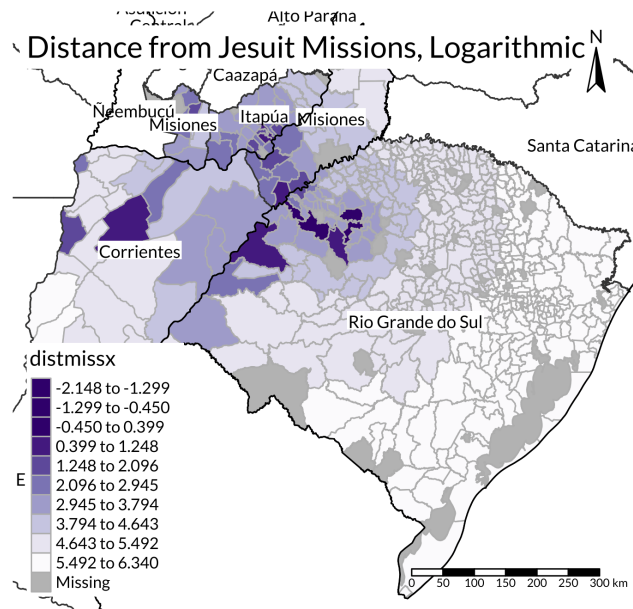 Alto Parana
Distance from Jesuit Missions, Logarithmic
N
Caazapá
Ñeembucú
Misiones
Itapúa
Misiones
Santa Catarina
Corrientes
Rio Grande do Sul
distmissx
-2.148 to -1.299
-1.299 to -0.450
-0.450 to 0.399
0.399 to 1.248
1.248 to 2.096
2.096 to 2.945
2.945 to 3.794
3.794 to 4.643
4.643 to 5.492
5.492 to 6.340
Missing
E
0 50 100 150 200 250 300 km